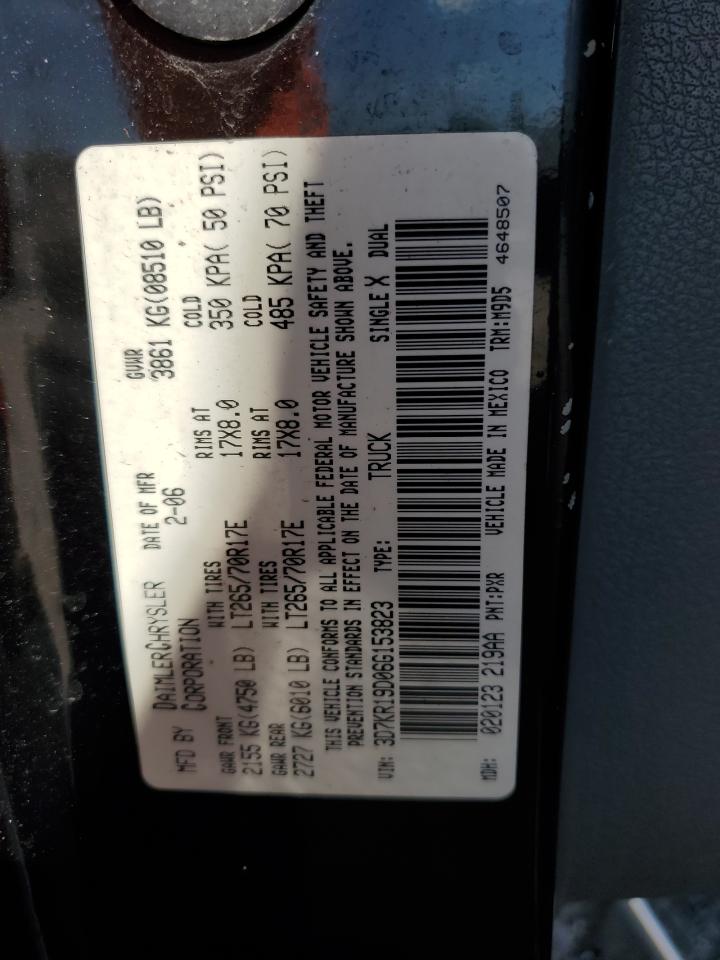 MFD BY DAIMLERCHRYSLER DATE OF MFR GVWR
CORPORATION 2-06 3861 KG(08510 LB)
GAWR FRONT WITH TIRES RIMS AT COLD
2155 KG(4750 LB) LT265/70R17E 17X8.0 350 KPA( 50 PSI)
GAWR REAR WITH TIRES RIMS AT COLD
2727 KG(6010 LB) LT265/70R17E 17X8.0 485 KPA( 70 PSI)
THIS VEHICLE CONFORMS TO ALL APPLICABLE FEDERAL MOTOR VEHICLE SAFETY AND THEFT
PREVENTION STANDARDS IN EFFECT ON THE DATE OF MANUFACTURE SHOWN ABOVE.
VIN: 3D7KR19D06G153823 TYPE: TRUCK SINGLE X DUAL
MDH: 020123 219AA PNT:PXR VEHICLE MADE IN MEXICO TRM:M9D5 4648507